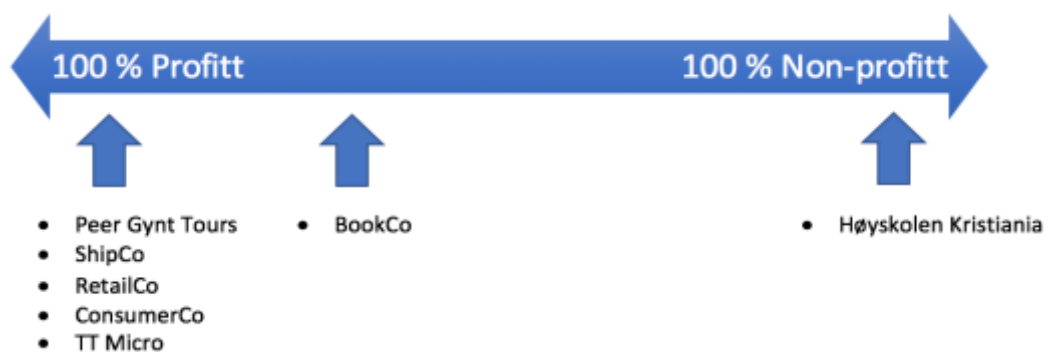 100 % Profitt
100 % Non-profitt
• Peer Gynt Tours
• ShipCo
• RetailCo
• ConsumerCo
• TT Micro
• BookCo
• Høyskolen Kristiania